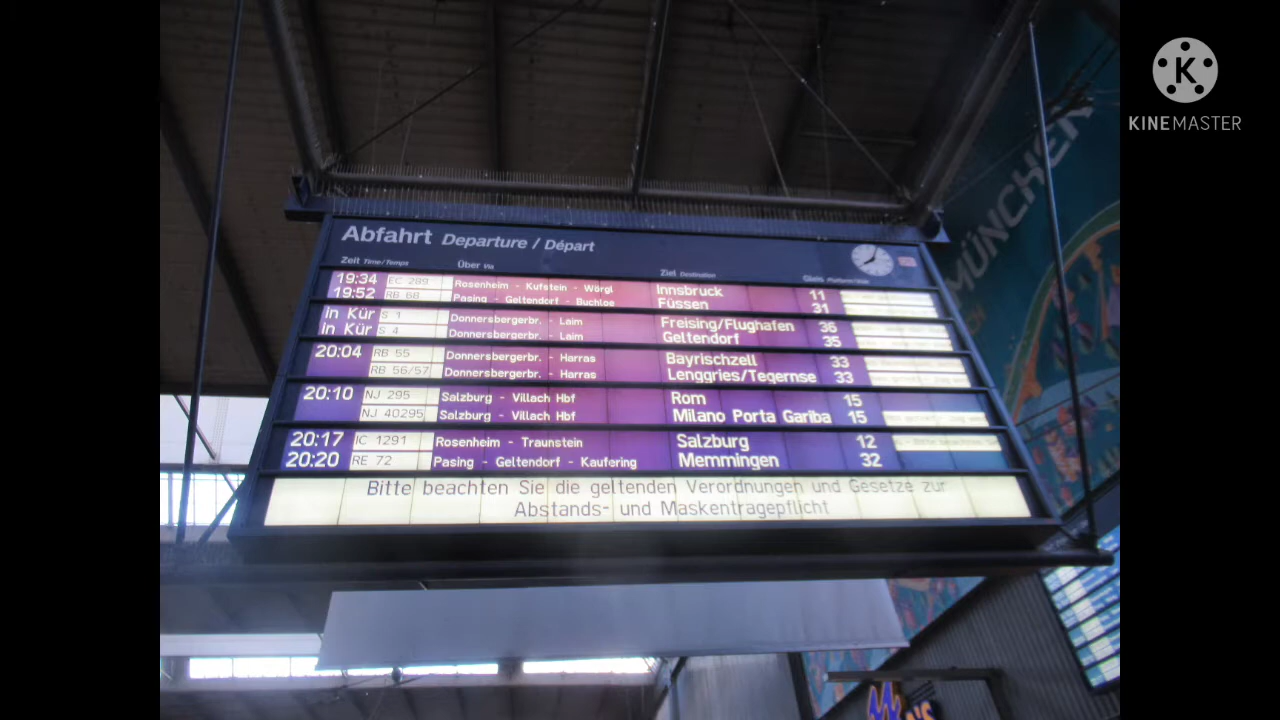 KINEMASTER
MÜNCHEN
Abfahrt Departure / Départ
Zeit Time/Temps Über Via Ziel Destination Gleis
19:34 EC 289 Rosenheim - Kufstein - Wörgl Innsbruck 11
19:52 RB 68 Pasing - Geltendorf - Buchloe Füssen 31
In Kür S 1 Donnersbergerbr. - Laim Freising/Flughafen 36
In Kür S 4 Donnersbergerbr. - Laim Geltendorf 35
20:04 RB 55 Donnersbergerbr. - Harras Bayrischzell 33
RB 56/57 Donnersbergerbr. - Harras Lenggries/Tegernse 33
20:10 NJ 295 Salzburg - Villach Hbf Rom 15
NJ 40295 Salzburg - Villach Hbf Milano Porta Gariba 15
20:17 IC 1291 Rosenheim - Traunstein Salzburg 12
20:20 RE 72 Pasing - Geltendorf - Kaufering Memmingen 32
Bitte beachten Sie die geltenden Verordnungen und Gesetze zur
Abstands- und Maskentragepflicht